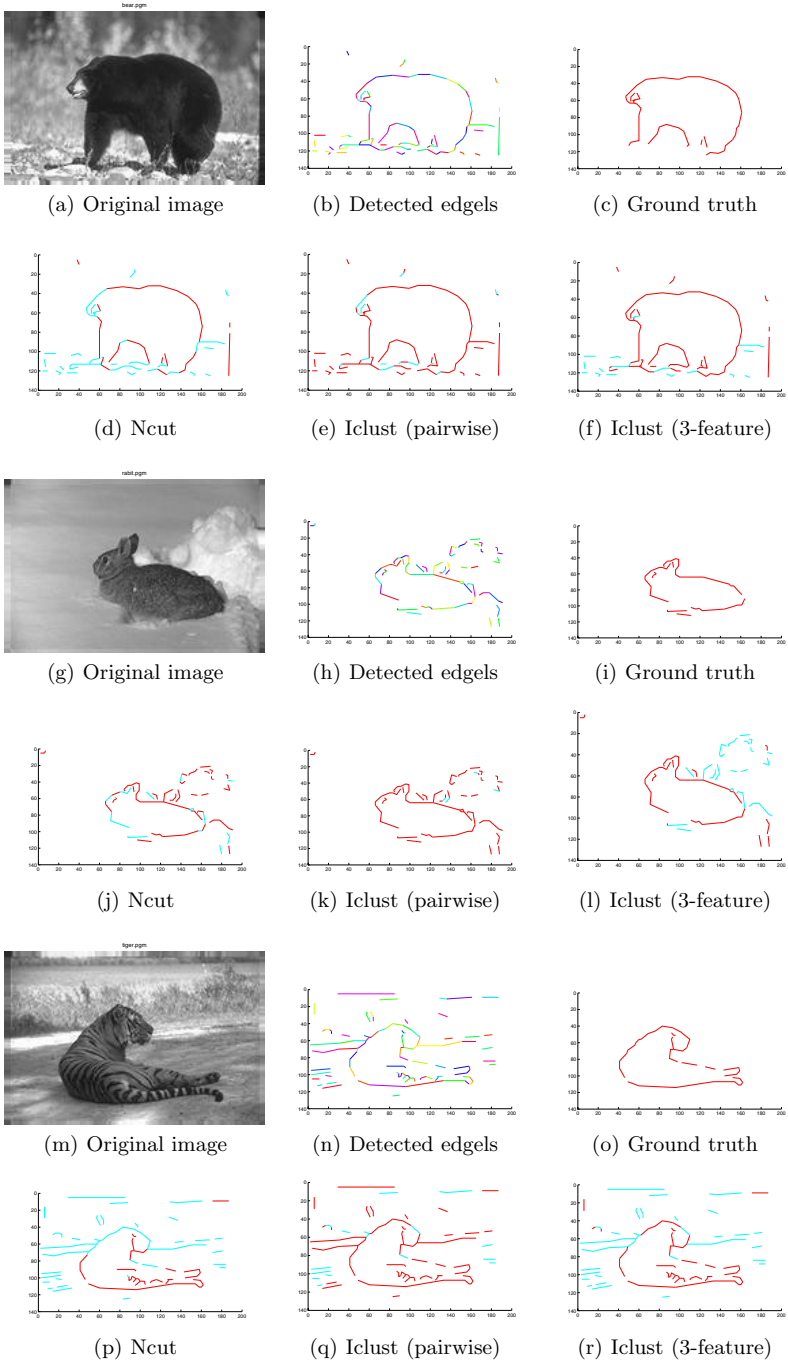 bear.pgm
(a) Original image
(b) Detected edgels
(c) Ground truth
(d) Ncut
(e) Iclust (pairwise)
(f) Iclust (3-feature)
rabit.pgm
(g) Original image
(h) Detected edgels
(i) Ground truth
(j) Ncut
(k) Iclust (pairwise)
(l) Iclust (3-feature)
tiger.pgm
(m) Original image
(n) Detected edgels
(o) Ground truth
(p) Ncut
(q) Iclust (pairwise)
(r) Iclust (3-feature)